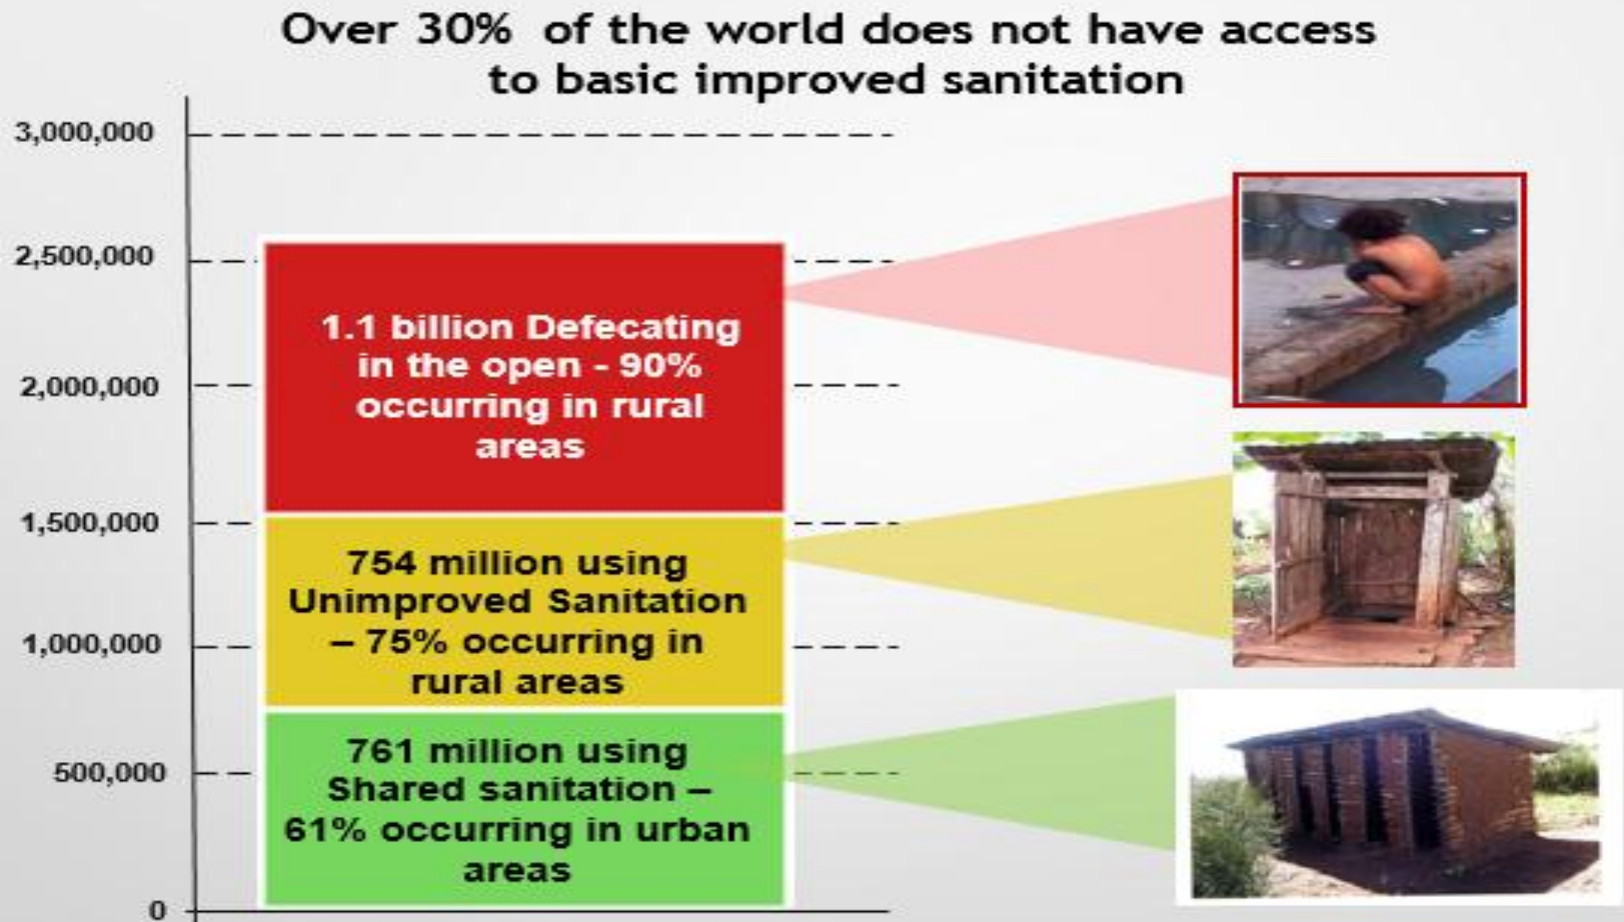 Over 30% of the world does not have access
to basic improved sanitation
3,000,000
2,500,000
2,000,000
1,500,000
1,000,000
500,000
0
1.1 billion Defecating
in the open - 90%
occurring in rural
areas
754 million using
Unimproved Sanitation
– 75% occurring in
rural areas
761 million using
Shared sanitation –
61% occurring in urban
areas